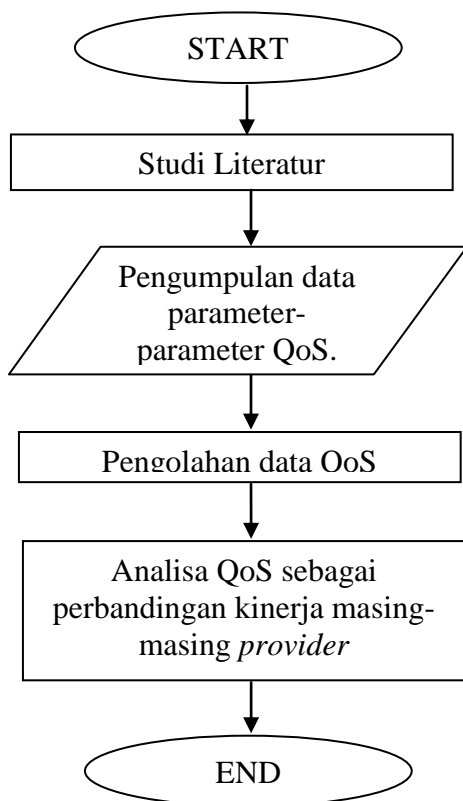 START
Studi Literatur
Pengumpulan data
parameter-
parameter QoS.
Pengolahan data QoS
Analisa QoS sebagai
perbandingan kinerja masing-
masing provider
END